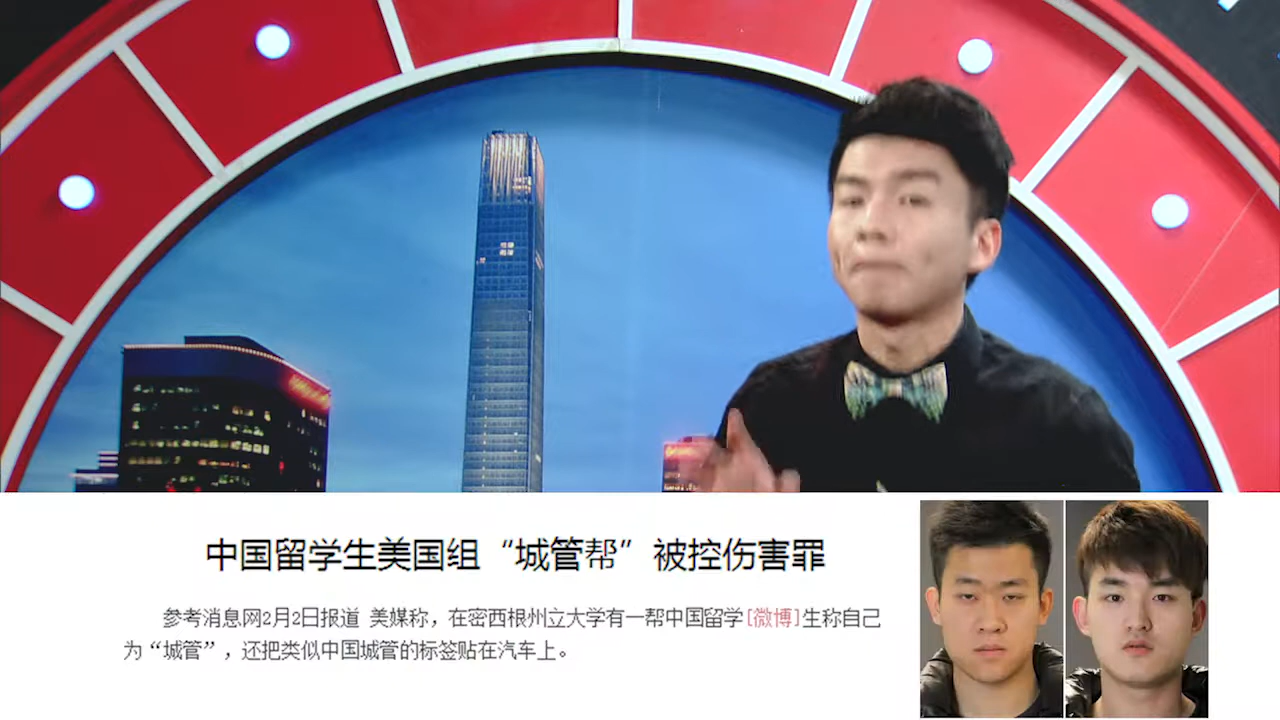 中国留学生美国组“城管帮”被控伤害罪
参考消息网2月2日报道 美媒称，在密西根州立大学有一帮中国留学[微博]生称自己
为“城管”，还把类似中国城管的标签贴在汽车上。